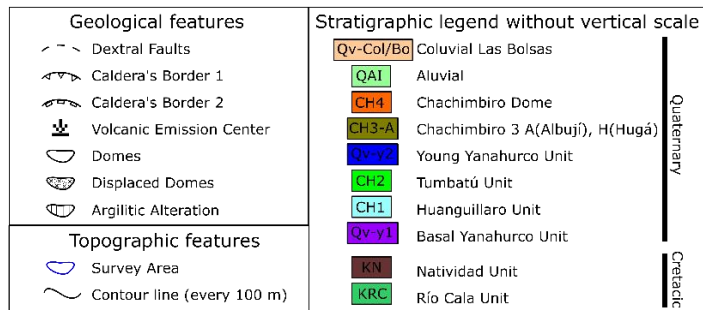 Geological features
Dextral Faults
Caldera's Border 1
Caldera's Border 2
Volcanic Emission Center
Domes
Displaced Domes
Argilitic Alteration
Topographic features
Survey Area
Contour line (every 100 m)
Stratigraphic legend without vertical scale
Qv-Col/Bo Coluvial Las Bolsas
QAI Aluvial
CH4 Chachimbiro Dome
CH3-A Chachimbiro 3 A(Albují), H(Hugá)
Qv-y2 Young Yanahurco Unit
CH2 Tumbatú Unit
CH1 Huanguillaro Unit
Qv-y1 Basal Yanahurco Unit
KN Natividad Unit
KRC Río Cala Unit
Quaternary
Cretacic